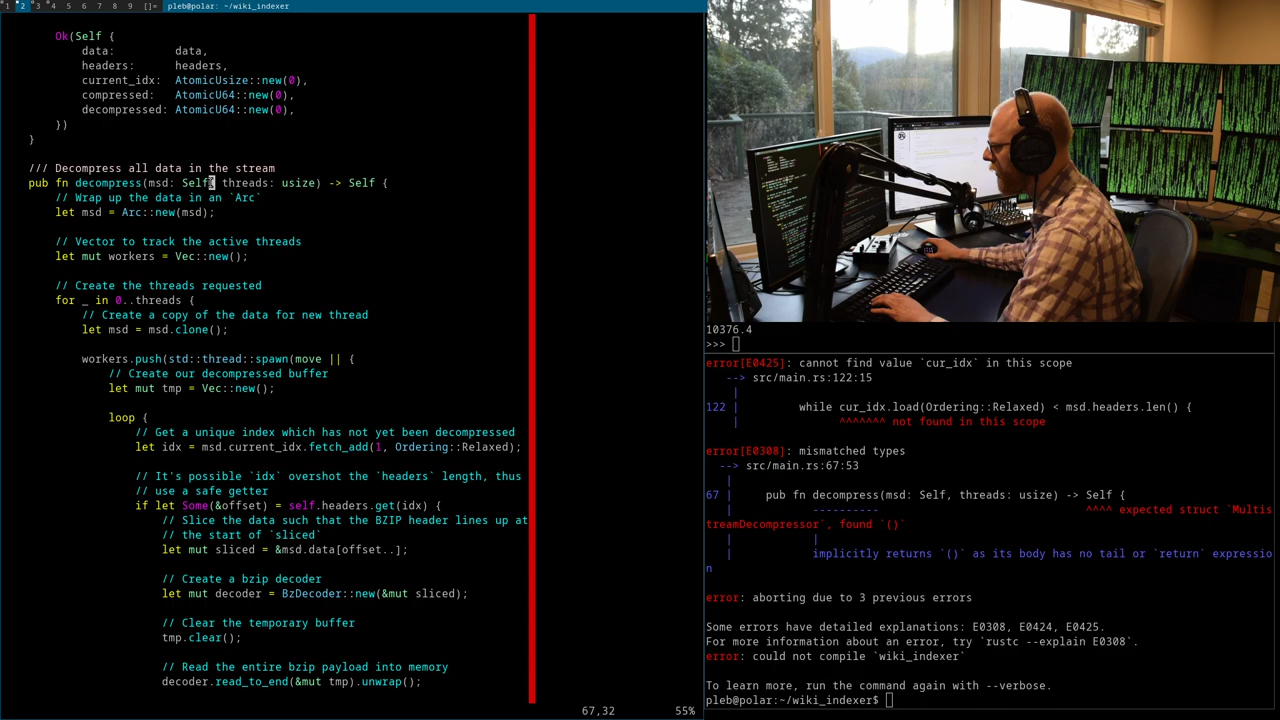 1 2 3 4 5 6 7 8 9 []= pleb@polar: ~/wiki_indexer
Ok(Self {
data: data,
headers: headers,
current_idx: AtomicUsize::new(0),
compressed: AtomicU64::new(0),
decompressed: AtomicU64::new(0),
})
}
/// Decompress all data in the stream
pub fn decompress(msd: Self, threads: usize) -> Self {
// Wrap up the data in an `Arc`
let msd = Arc::new(msd);
// Vector to track the active threads
let mut workers = Vec::new();
// Create the threads requested
for _ in 0..threads {
// Create a copy of the data for new thread
let msd = msd.clone();
workers.push(std::thread::spawn(move || {
// Create our decompressed buffer
let mut tmp = Vec::new();
loop {
// Get a unique index which has not yet been decompressed
let idx = msd.current_idx.fetch_add(1, Ordering::Relaxed);
// It's possible `idx` overshot the `headers` length, thus
// use a safe getter
if let Some(&offset) = self.headers.get(idx) {
// Slice the data such that the BZIP header lines up at
// the start of `sliced`
let mut sliced = &msd.data[offset..];
// Create a bzip decoder
let mut decoder = BzDecoder::new(&mut sliced);
// Clear the temporary buffer
tmp.clear();
// Read the entire bzip payload into memory
decoder.read_to_end(&mut tmp).unwrap();
67,32 55%
10376.4
>>>
error[E0425]: cannot find value `cur_idx` in this scope
--> src/main.rs:122:15
|
122 | while cur_idx.load(Ordering::Relaxed) < msd.headers.len() {
| ^^^^^^^ not found in this scope
error[E0308]: mismatched types
--> src/main.rs:67:53
|
67 | pub fn decompress(msd: Self, threads: usize) -> Self {
| ---------- ^^^^ expected struct `Multis
treamDecompressor`, found `()`
| |
| implicitly returns `()` as its body has no tail or `return` expressio
n
error: aborting due to 3 previous errors
Some errors have detailed explanations: E0308, E0424, E0425.
For more information about an error, try `rustc --explain E0308`.
error: could not compile `wiki_indexer`
To learn more, run the command again with --verbose.
pleb@polar:~/wiki_indexer$